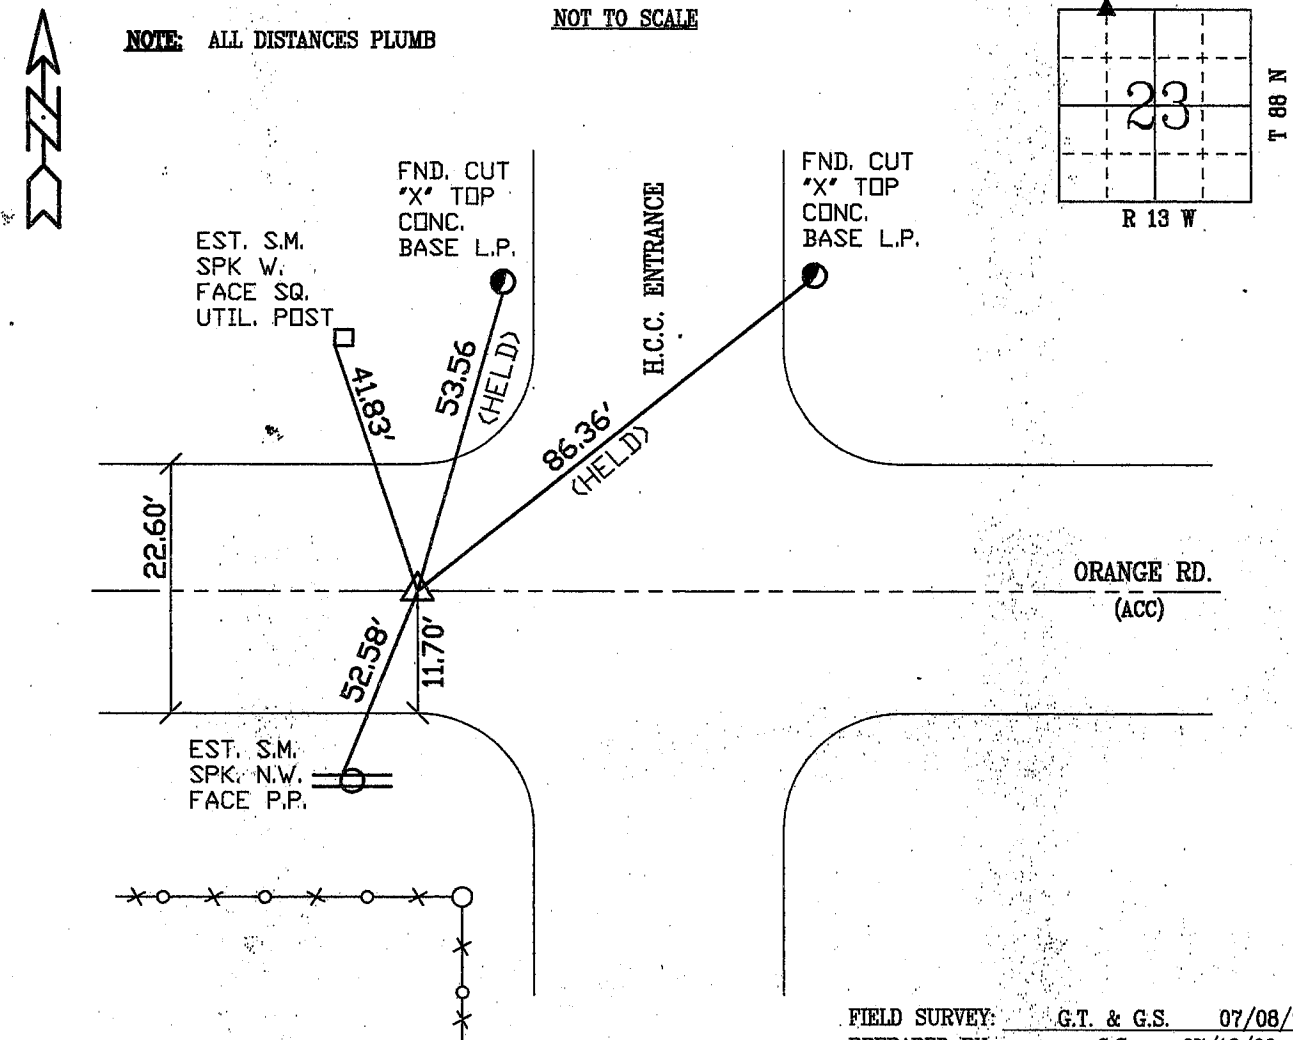 NOT TO SCALE
NOTE: ALL DISTANCES PLUMB
N
23
T 88 N
R 13 W
FND. CUT
"X" TOP
CONC.
BASE L.P.
FND. CUT
"X" TOP
CONC.
BASE L.P.
EST. S.M.
SPK W.
FACE SQ.
UTIL. POST
H.C.C. ENTRANCE
41.83'
53.56
(HELD)
86.36'
(HELD)
22.60'
ORANGE RD.
(ACC)
52.58'
11.70'
EST. S.M.
SPK. N.W.
FACE P.P.
FIELD SURVEY: G.T. & G.S. 07/08/